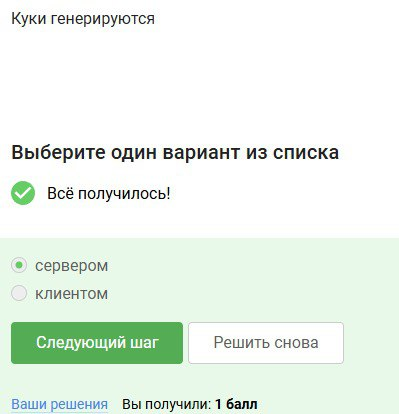 Куки генерируются
Выберите один вариант из списка
Всё получилось!
сервером
клиентом
Следующий шаг Решить снова
Ваши решения Вы получили: 1 балл